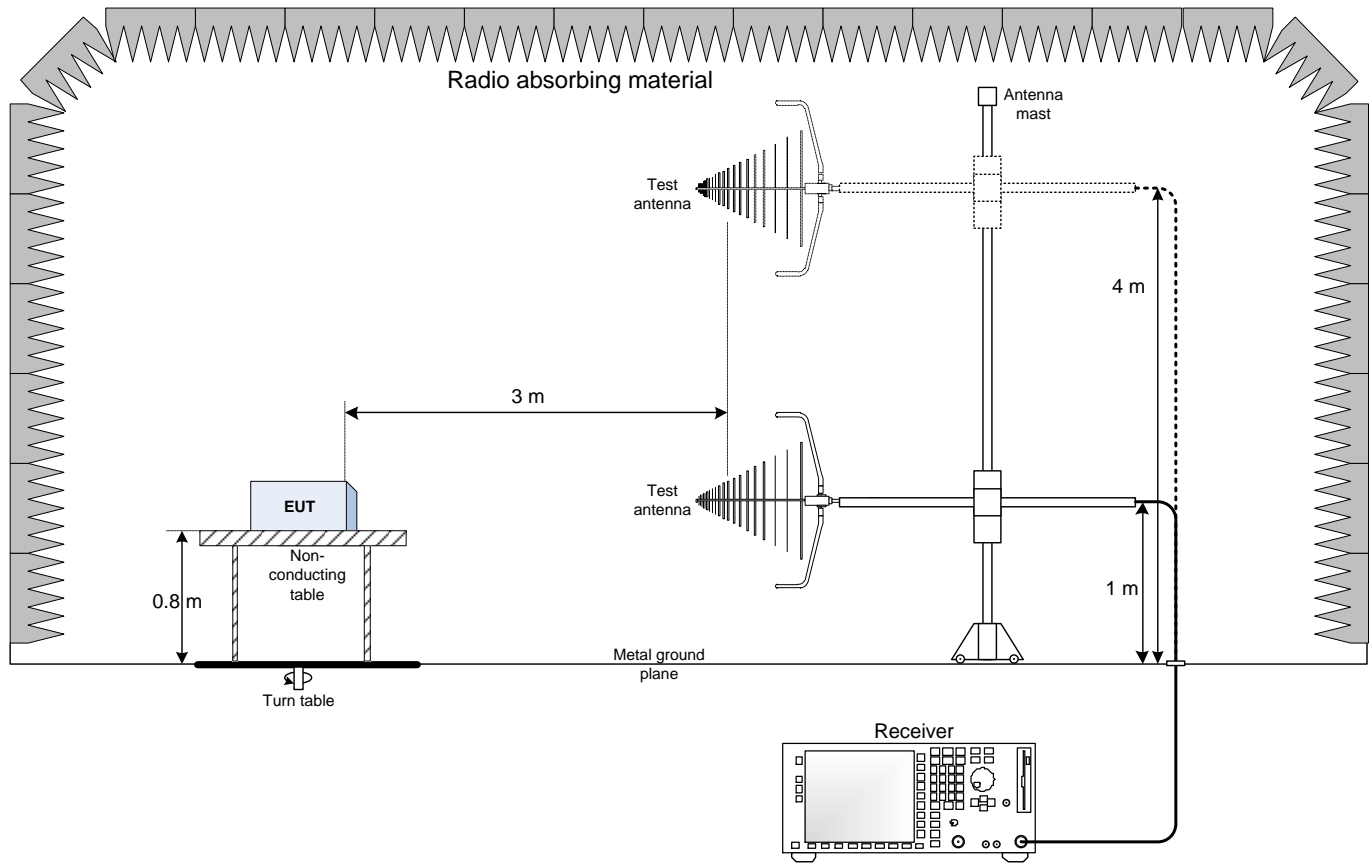 Radio absorbing material
Antenna
mast
Test
antenna
4 m
3 m
Test
antenna
EUT
Non-
conducting
table
0.8 m
1 m
Metal ground
plane
Turn table
Receiver